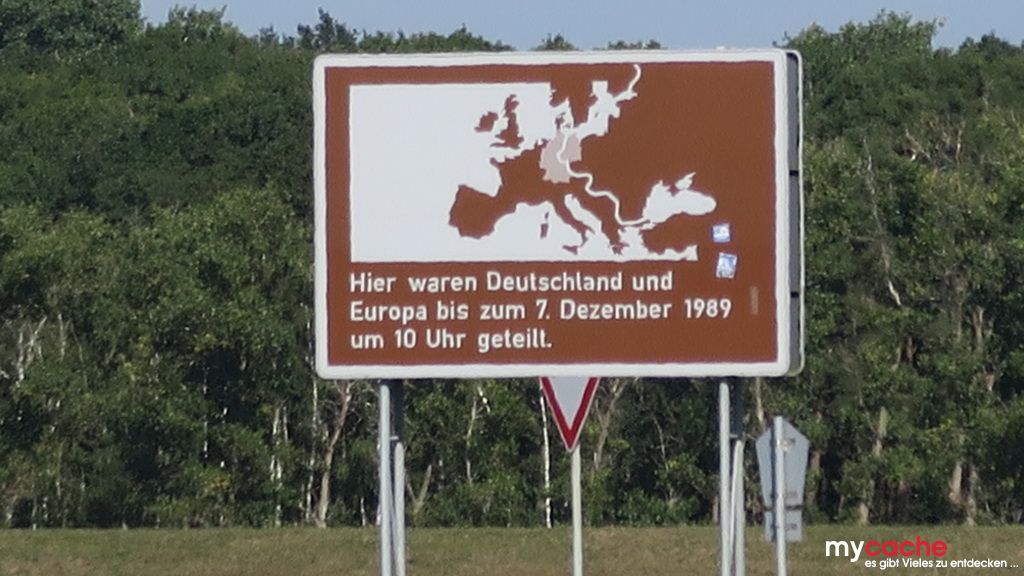 Hier waren Deutschland und
Europa bis zum 7. Dezember 1989
um 10 Uhr geteilt.
mycache
es gibt Vieles zu entdecken ...